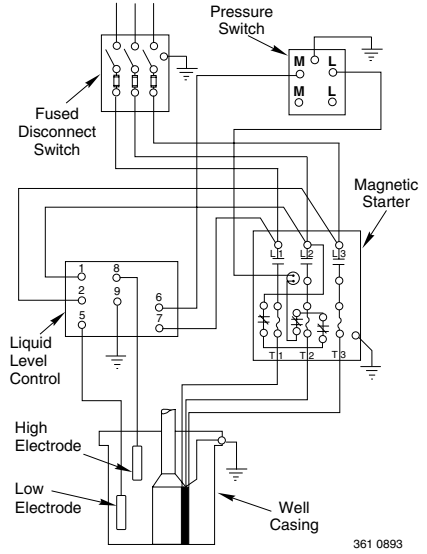 Pressure
Switch
M L
M L
Fused
Disconnect
Switch
Magnetic
Starter
L1 L2 L3
1 8
2 9
6
5 7
Liquid
Level
Control
T1 T2 T3
High
Electrode
Low
Electrode
Well
Casing
361 0893